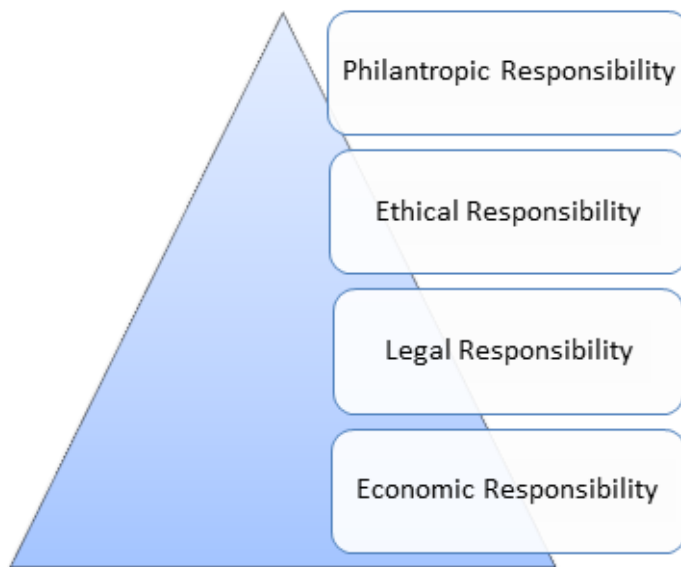 Philantropic Responsibility
Ethical Responsibility
Legal Responsibility
Economic Responsibility